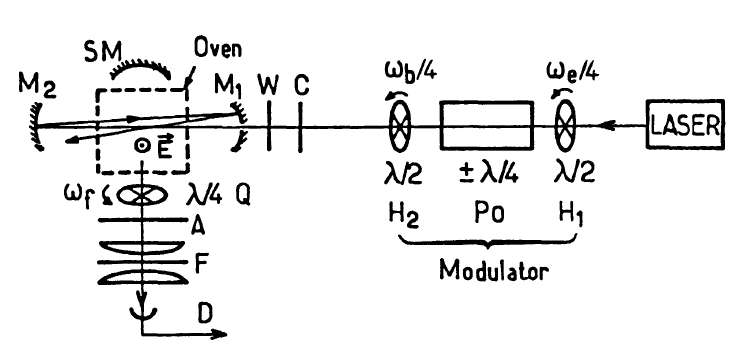 SM
Oven
M₂
M₁
W
C
ωb/4
ωe/4
LASER
E⃗
λ/2
±λ/4
λ/2
H₂
Po
H₁
Modulator
ωf
λ/4 Q
A
F
D